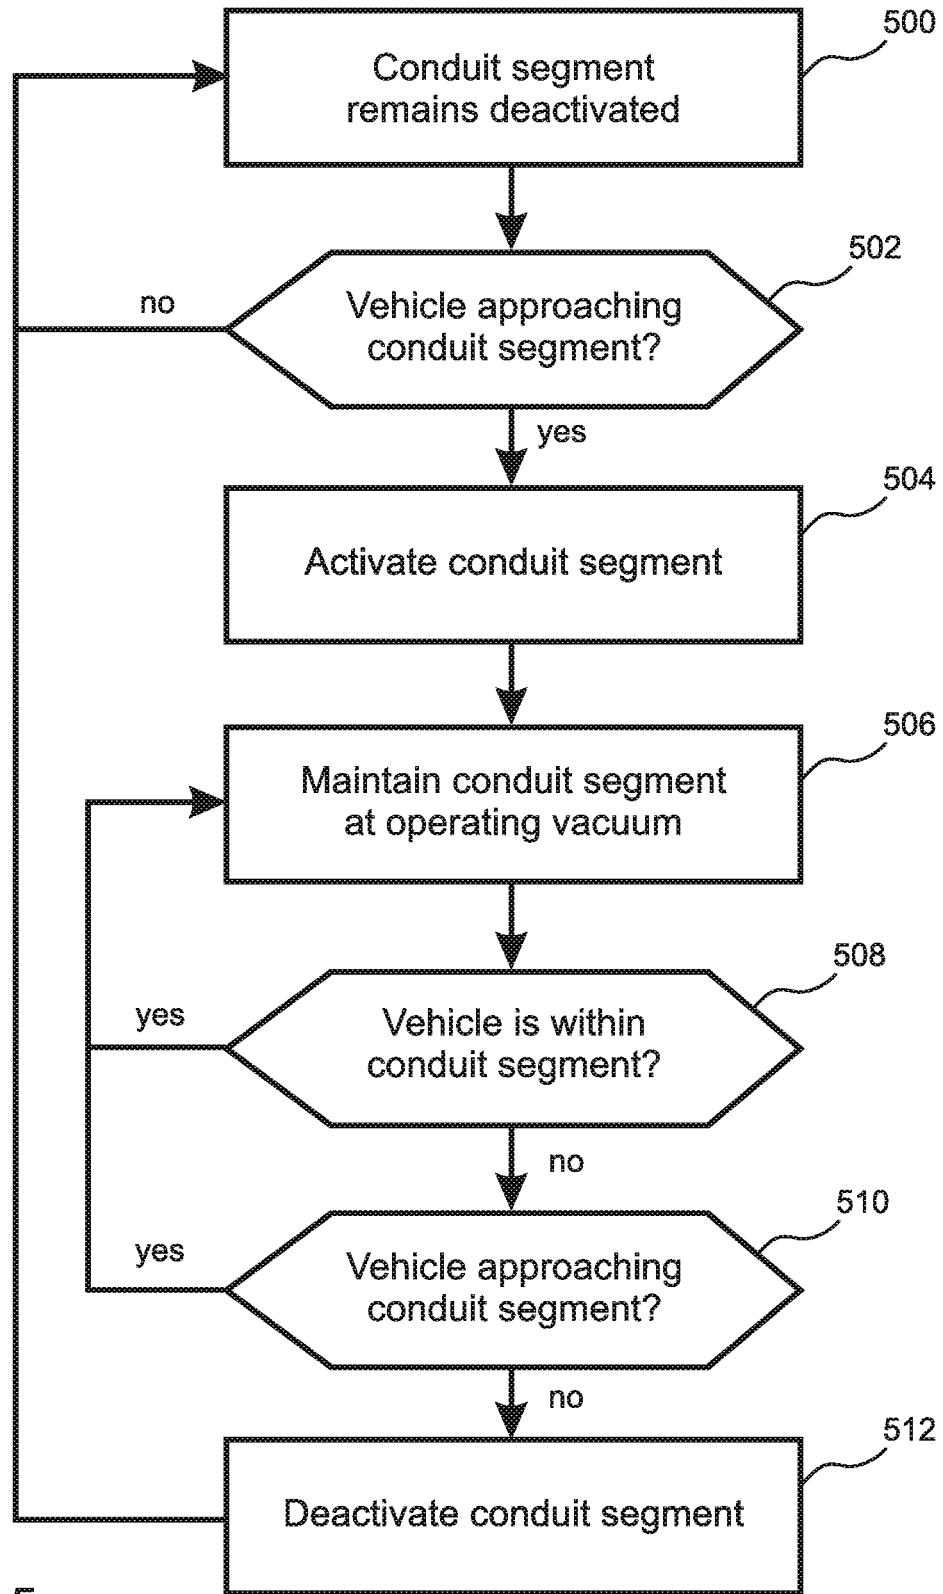 500
Conduit segment
remains deactivated
502
no
Vehicle approaching
conduit segment?
yes
504
Activate conduit segment
506
Maintain conduit segment
at operating vacuum
508
yes
Vehicle is within
conduit segment?
no
510
yes
Vehicle approaching
conduit segment?
no
512
Deactivate conduit segment